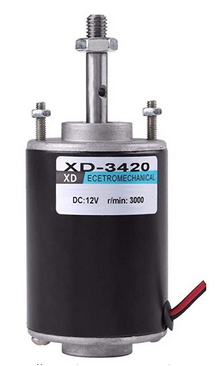 XD-3420
XD ECETROMECHANICAL
DC:12V r/min: 3000